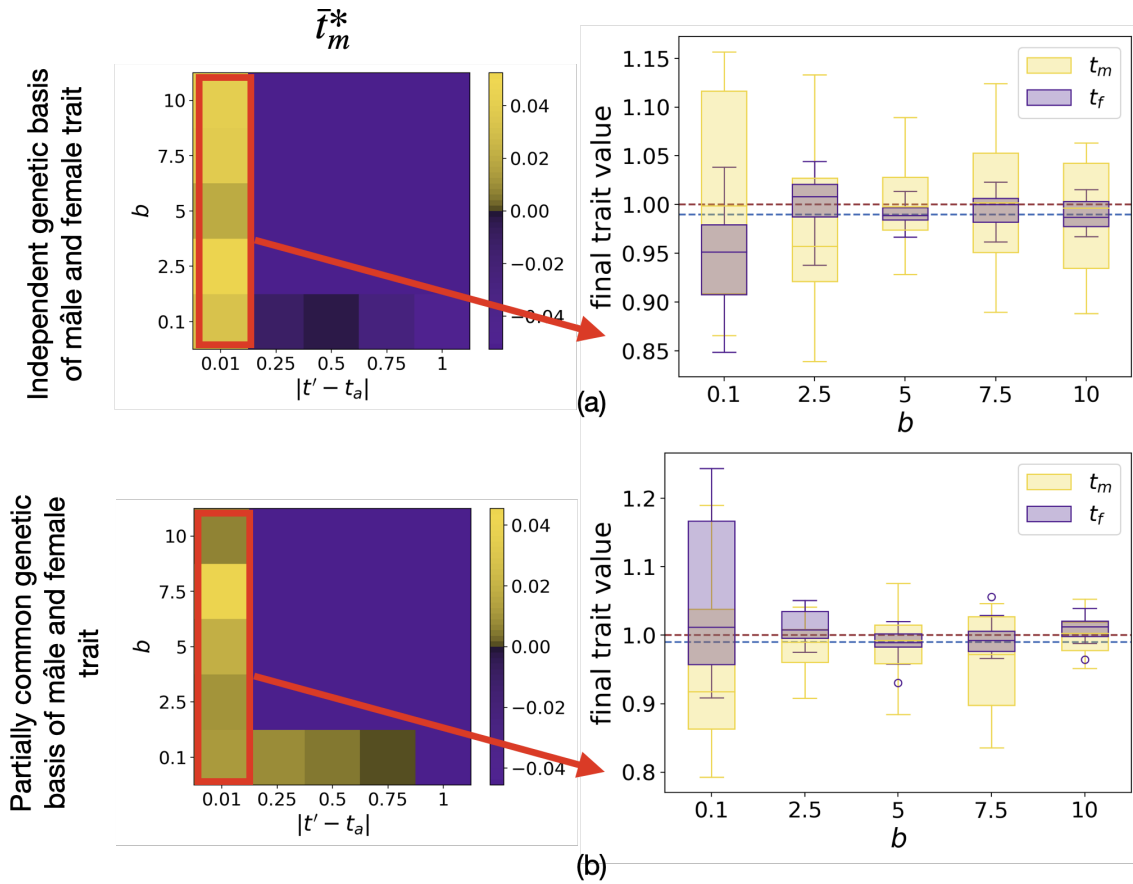 t̄*ₘ
Independent genetic basis
of mâle and female trait
b
10
7.5
5
2.5
0.1
0.01 0.25 0.5 0.75 1
|t′ − tₐ|
0.04
0.02
0.00
−0.02
−0.04
final trait value
1.15
1.10
1.05
1.00
0.95
0.90
0.85
tₘ
t_f
0.1 2.5 5 7.5 10
b
(a)
Partially common genetic
basis of mâle and female
trait
b
10
7.5
5
2.5
0.1
0.01 0.25 0.5 0.75 1
|t′ − tₐ|
0.04
0.02
0.00
−0.02
−0.04
final trait value
1.2
1.1
1.0
0.9
0.8
tₘ
t_f
0.1 2.5 5 7.5 10
b
(b)